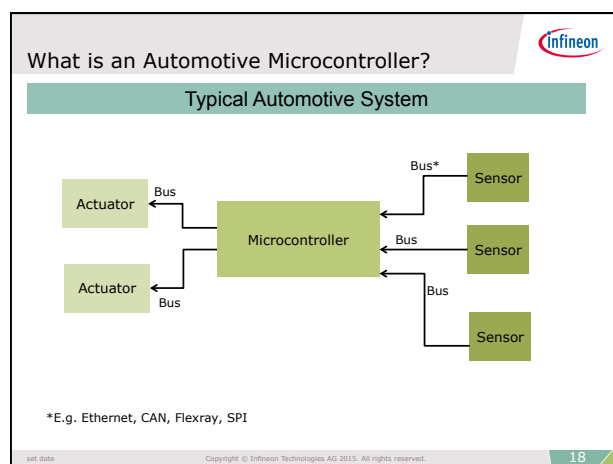 infineon
What is an Automotive Microcontroller?
Typical Automotive System
Bus*
Sensor
Bus
Actuator
Microcontroller
Bus
Sensor
Actuator
Bus
Bus
Sensor
*E.g. Ethernet, CAN, Flexray, SPI
set date
Copyright © Infineon Technologies AG 2015. All rights reserved.
18